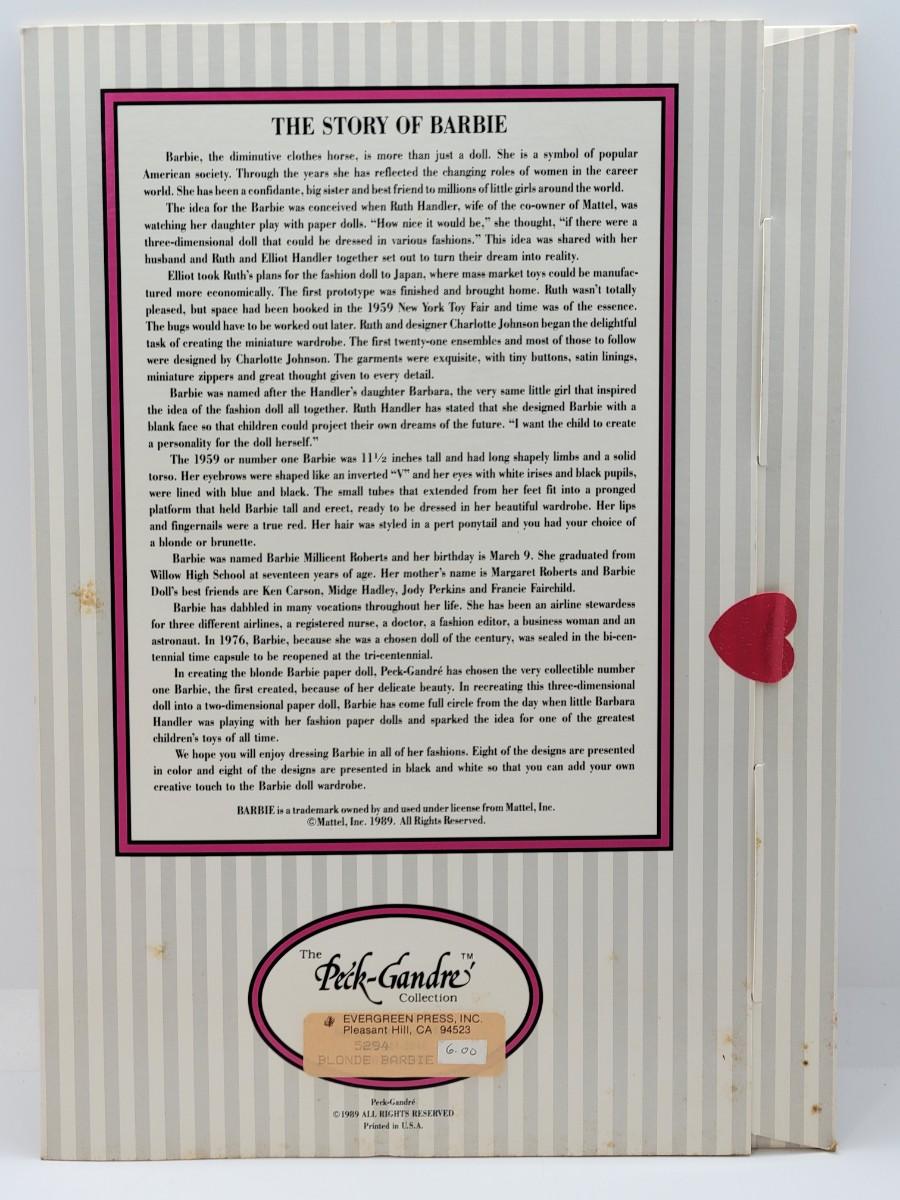 THE STORY OF BARBIE
Barbie, the diminutive clothes horse, is more than just a doll. She is a symbol of popular
American society. Through the years she has reflected the changing roles of women in the career
world. She has been a confidante, big sister and best friend to millions of little girls around the world.
The idea for the Barbie was conceived when Ruth Handler, wife of the co-owner of Mattel, was
watching her daughter play with paper dolls. “How nice it would be,” she thought, “if there were a
three-dimensional doll that could be dressed in various fashions.” This idea was shared with her
husband and Ruth and Elliot Handler together set out to turn their dream into reality.
Elliot took Ruth’s plans for the fashion doll to Japan, where mass market toys could be manufac-
tured more economically. The first prototype was finished and brought home. Ruth wasn’t totally
pleased, but space had been booked in the 1959 New York Toy Fair and time was of the essence.
The bugs would have to be worked out later. Ruth and designer Charlotte Johnson began the delightful
task of creating the miniature wardrobe. The first twenty-one ensembles and most of those to follow
were designed by Charlotte Johnson. The garments were exquisite, with tiny buttons, satin linings,
miniature zippers and great thought given to every detail.
Barbie was named after the Handler’s daughter Barbara, the very same little girl that inspired
the idea of the fashion doll all together. Ruth Handler has stated that she designed Barbie with a
blank face so that children could project their own dreams of the future. “I want the child to create
a personality for the doll herself.”
The 1959 or number one Barbie was 11½ inches tall and had long shapely limbs and a solid
torso. Her eyebrows were shaped like an inverted “V” and her eyes with white irises and black pupils,
were lined with blue and black. The small tubes that extended from her feet fit into a pronged
platform that held Barbie tall and erect, ready to be dressed in her beautiful wardrobe. Her lips
and fingernails were a true red. Her hair was styled in a pert ponytail and you had your choice of
a blonde or brunette.
Barbie was named Barbie Millicent Roberts and her birthday is March 9. She graduated from
Willow High School at seventeen years of age. Her mother’s name is Margaret Roberts and Barbie
Doll’s best friends are Ken Carson, Midge Hadley, Jody Perkins and Francie Fairchild.
Barbie has dabbled in many vocations throughout her life. She has been an airline stewardess
for three different airlines, a registered nurse, a doctor, a fashion editor, a business woman and an
astronaut. In 1976, Barbie, because she was a chosen doll of the century, was sealed in the bi-cen-
tennial time capsule to be reopened at the tri-centennial.
In creating the blonde Barbie paper doll, Peck-Gandré has chosen the very collectible number
one Barbie, the first created, because of her delicate beauty. In recreating this three-dimensional
doll into a two-dimensional paper doll, Barbie has come full circle from the day when little Barbara
Handler was playing with her fashion paper dolls and sparked the idea for one of the greatest
children’s toys of all time.
We hope you will enjoy dressing Barbie in all of her fashions. Eight of the designs are presented
in color and eight of the designs are presented in black and white so that you can add your own
creative touch to the Barbie doll wardrobe.
BARBIE is a trademark owned by and used under license from Mattel, Inc.
©Mattel, Inc. 1989. All Rights Reserved.
The
Peck-Gandré™
Collection
EVERGREEN PRESS, INC.
Pleasant Hill, CA 94523
5294
BLONDE BARBIE 6.00
Peck-Gandré
©1989 ALL RIGHTS RESERVED
Printed in U.S.A.